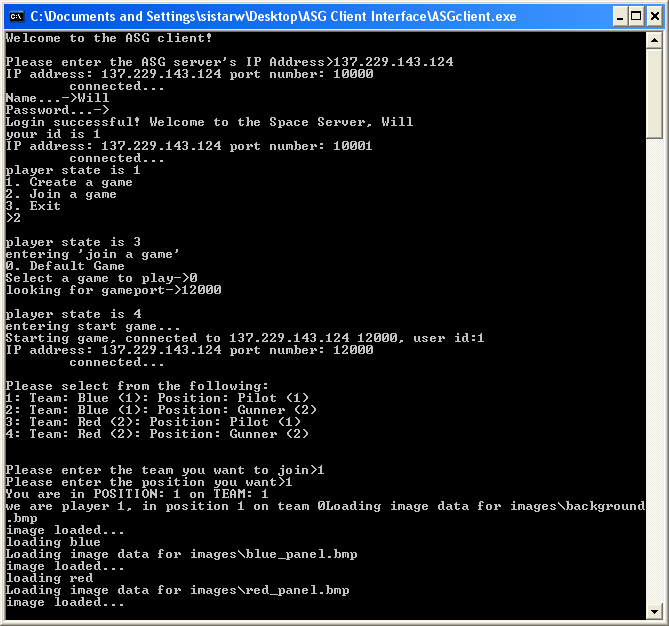 C:\Documents and Settings\sistarw\Desktop\ASG Client Interface\ASGclient.exe
Welcome to the ASG client!
Please enter the ASG server's IP Address>137.229.143.124
IP address: 137.229.143.124 port number: 10000
connected...
Name...->Will
Password...->
Login successful! Welcome to the Space Server, Will
your id is 1
IP address: 137.229.143.124 port number: 10001
connected...
player state is 1
1. Create a game
2. Join a game
3. Exit
>2
player state is 3
entering 'join a game'
0. Default Game
Select a game to play->0
looking for gameport->12000
player state is 4
entering start game...
Starting game, connected to 137.229.143.124 12000, user id:1
IP address: 137.229.143.124 port number: 12000
connected...
Please select from the following:
1: Team: Blue (1): Position: Pilot (1)
2: Team: Blue (1): Position: Gunner (2)
3: Team: Red (2): Position: Pilot (1)
4: Team: Red (2): Position: Gunner (2)
Please enter the team you want to join>1
Please enter the position you want>1
You are in POSITION: 1 on TEAM: 1
we are player 1, in position 1 on team 0Loading image data for images\background
.bmp
image loaded...
loading blue
Loading image data for images\blue_panel.bmp
image loaded...
loading red
Loading image data for images\red_panel.bmp
image loaded...